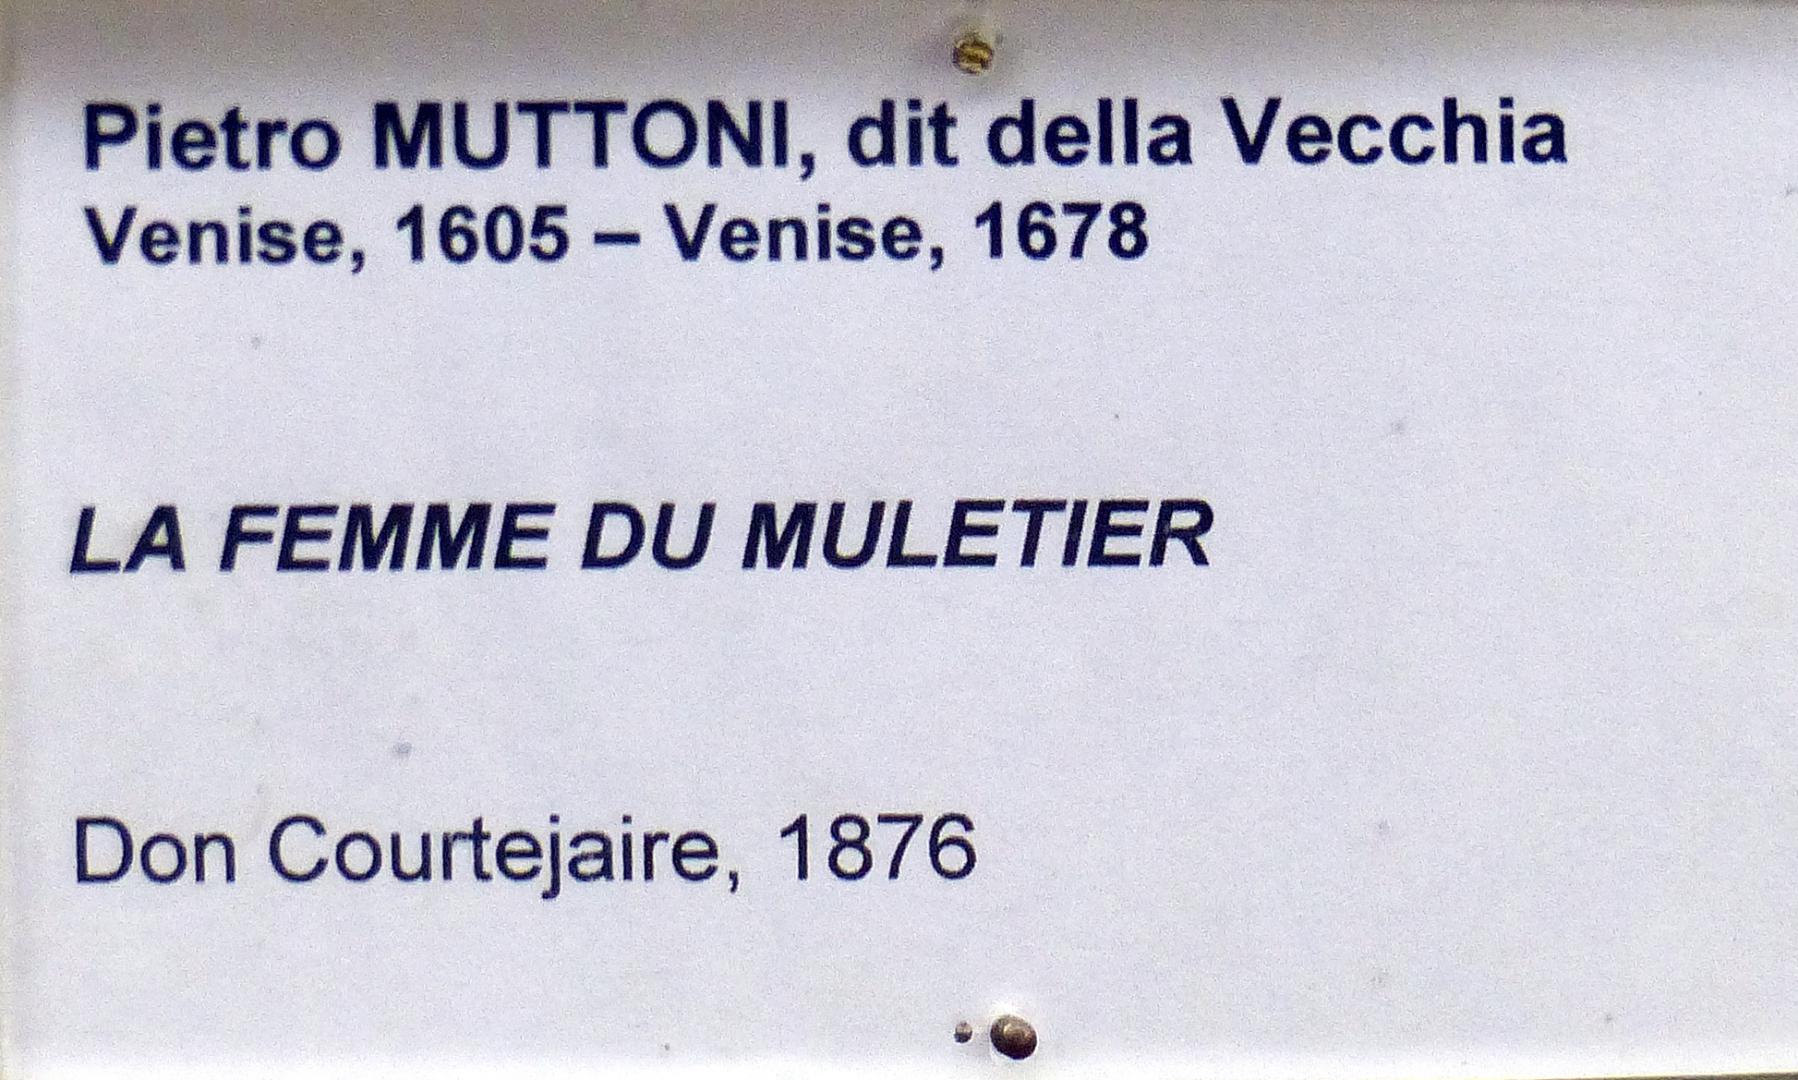 Pietro MUTTONI, dit della Vecchia
Venise, 1605 – Venise, 1678
LA FEMME DU MULETIER
Don Courtejaire, 1876